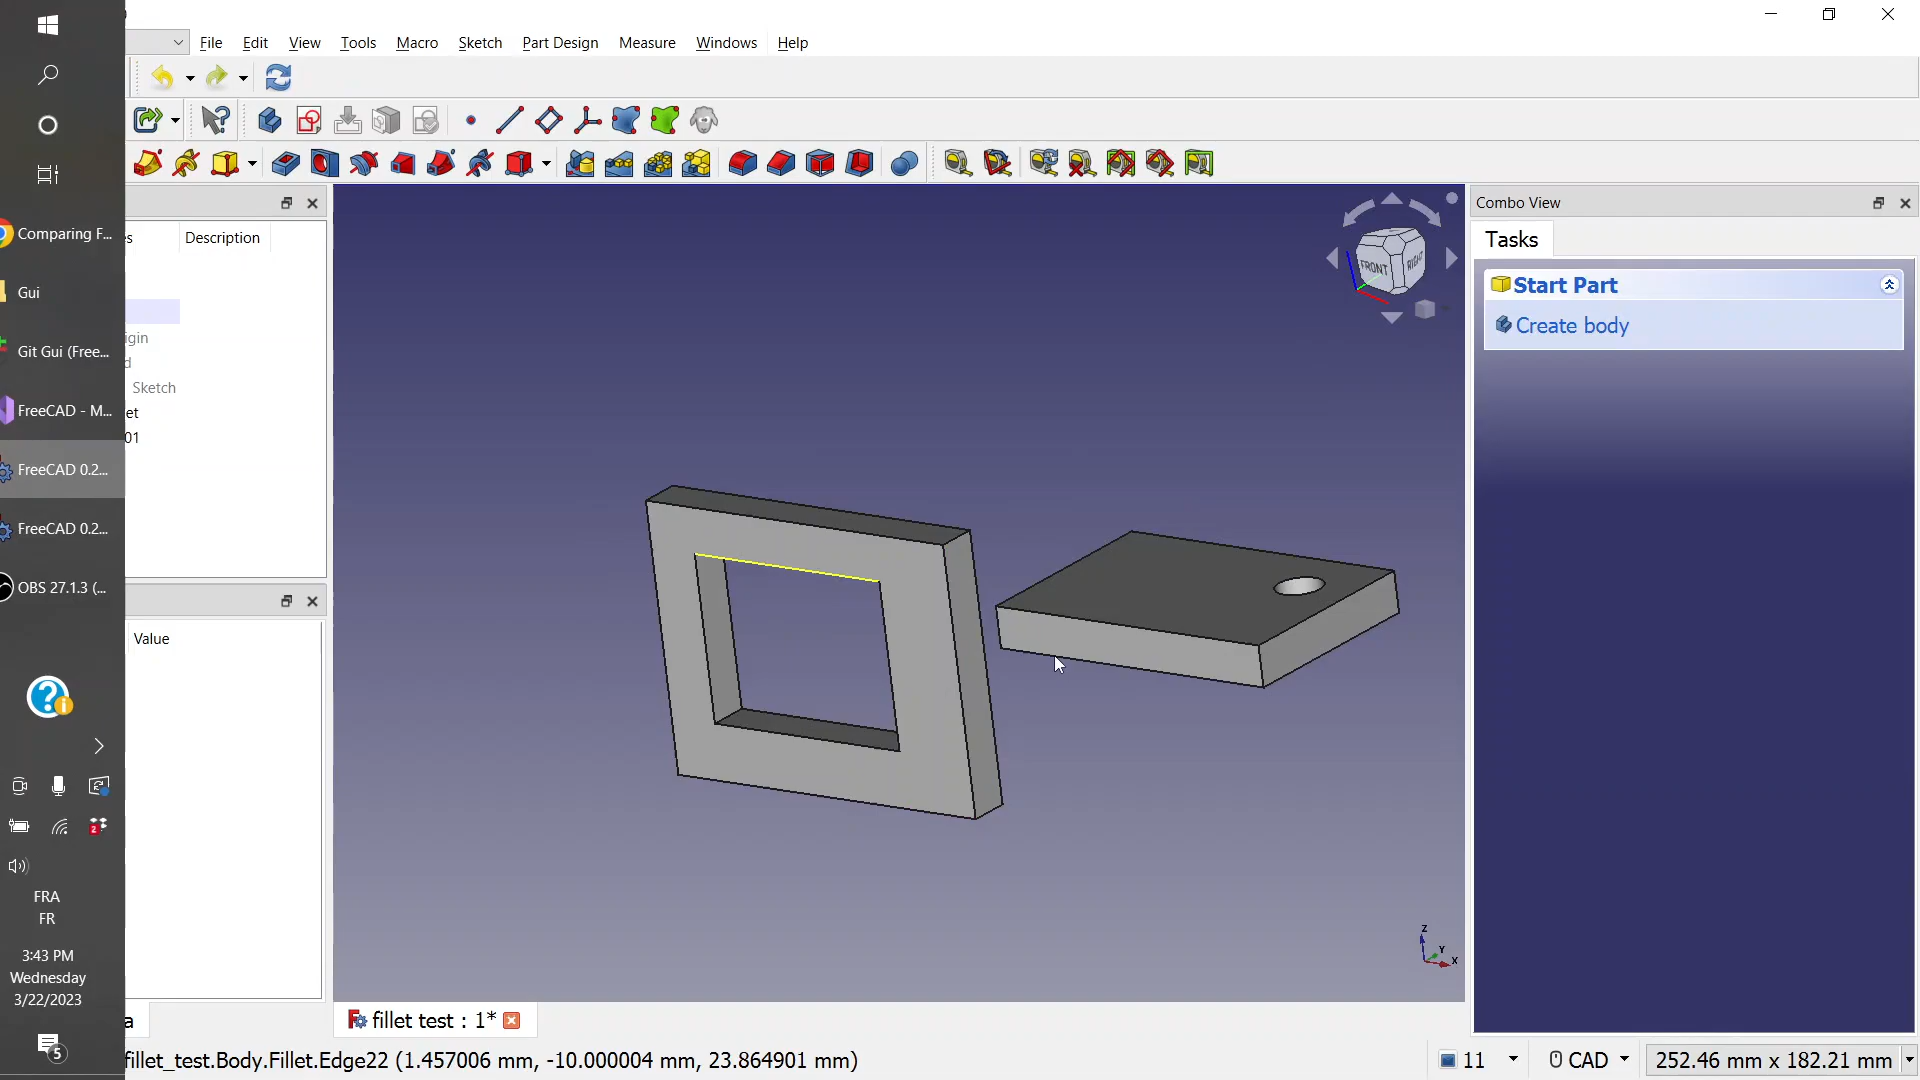 File Edit View Tools Macro Sketch Part Design Measure Windows Help
Comparing F...
Gui
Git Gui (Free...
FreeCAD - M...
FreeCAD 0.2...
FreeCAD 0.2...
OBS 27.1.3 (...
2
FRA
FR
3:43 PM
Wednesday
3/22/2023
5
es Description
igin
d
Sketch
et
01
Value
a
FRONT RIGHT
Z
Y
X
Combo View
Tasks
Start Part
Create body
fillet test : 1*
fillet_test.Body.Fillet.Edge22 (1.457006 mm, -10.000004 mm, 23.864901 mm)
11 CAD 252.46 mm x 182.21 mm